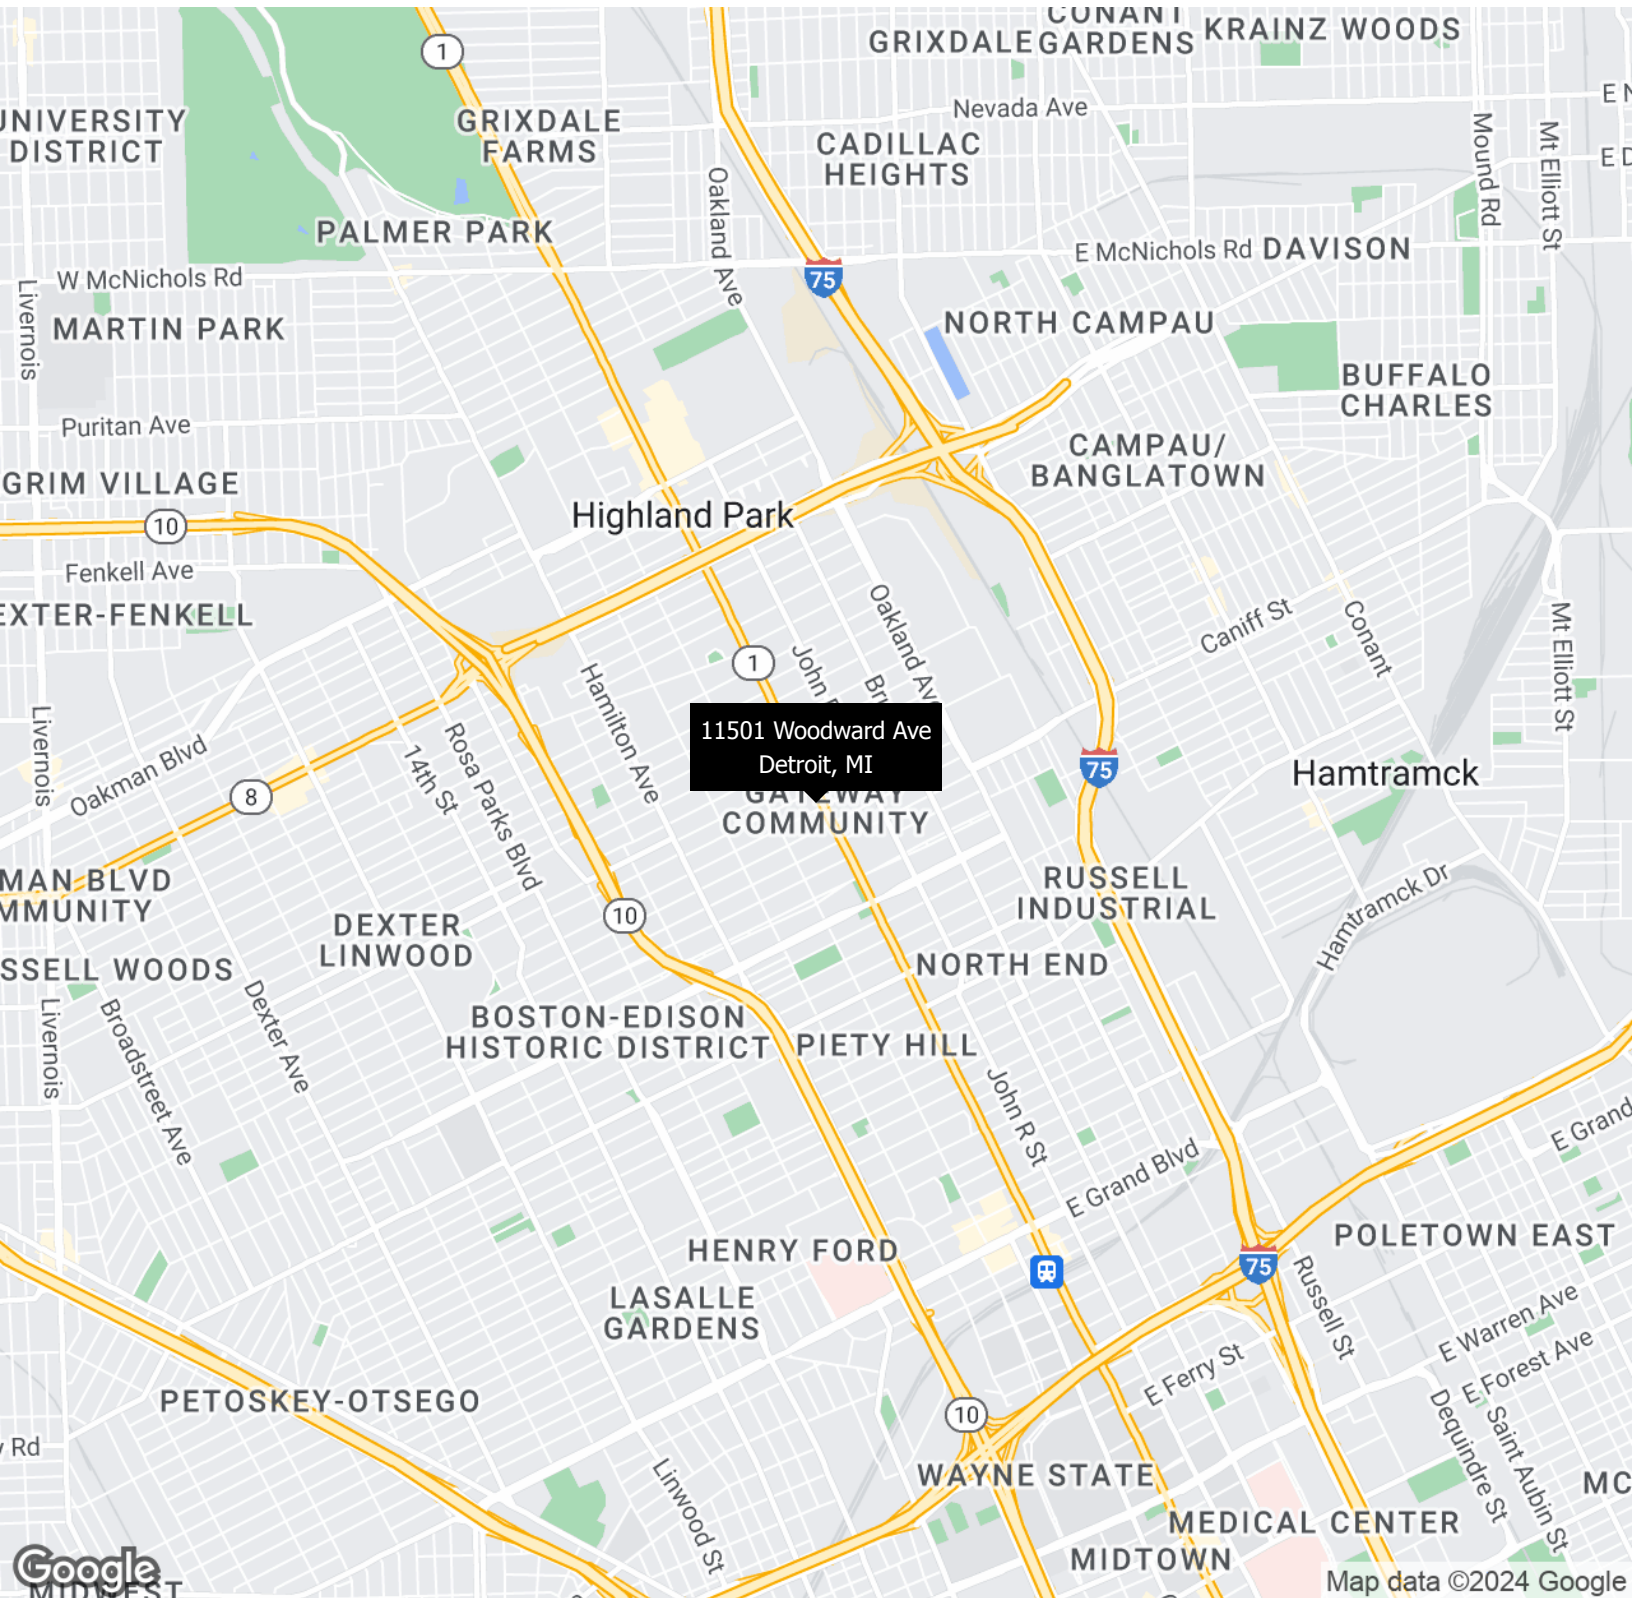 CONANT
GARDENS
GRIXDALE
KRAINZ WOODS
1
UNIVERSITY
DISTRICT
GRIXDALE
FARMS
Nevada Ave
CADILLAC
HEIGHTS
Mound Rd
Mt Elliott St
Oakland Ave
PALMER PARK
W McNichols Rd
75
E McNichols Rd
DAVISON
Livernois
MARTIN PARK
NORTH CAMPAU
BUFFALO
CHARLES
Puritan Ave
CAMPAU/
BANGLATOWN
GRIM VILLAGE
10
Highland Park
Fenkell Ave
EXTER-FENKELL
Oakland Ave
Caniff St
Conant
Mt Elliott St
1
John R
Bru
Hamilton Ave
Livernois
Oakman Blvd
14th St
Rosa Parks Blvd
8
11501 Woodward Ave
Detroit, MI
75
Hamtramck
GATEWAY
COMMUNITY
MAN BLVD
MMUNITY
RUSSELL
INDUSTRIAL
Hamtramck Dr
10
DEXTER
LINWOOD
SSELL WOODS
NORTH END
Livernois
Broadstreet Ave
Dexter Ave
BOSTON-EDISON
HISTORIC DISTRICT
PIETY HILL
John R St
E Grand Blvd
E Grand
HENRY FORD
POLETOWN EAST
75
Russell St
LASALLE
GARDENS
E Warren Ave
E Forest Ave
E Ferry St
PETOSKEY-OTSEGO
10
Dequindre St
Saint Aubin St
y Rd
Linwood St
WAYNE STATE
MC
MEDICAL CENTER
MIDTOWN
Google
MIDWEST
Map data ©2024 Google